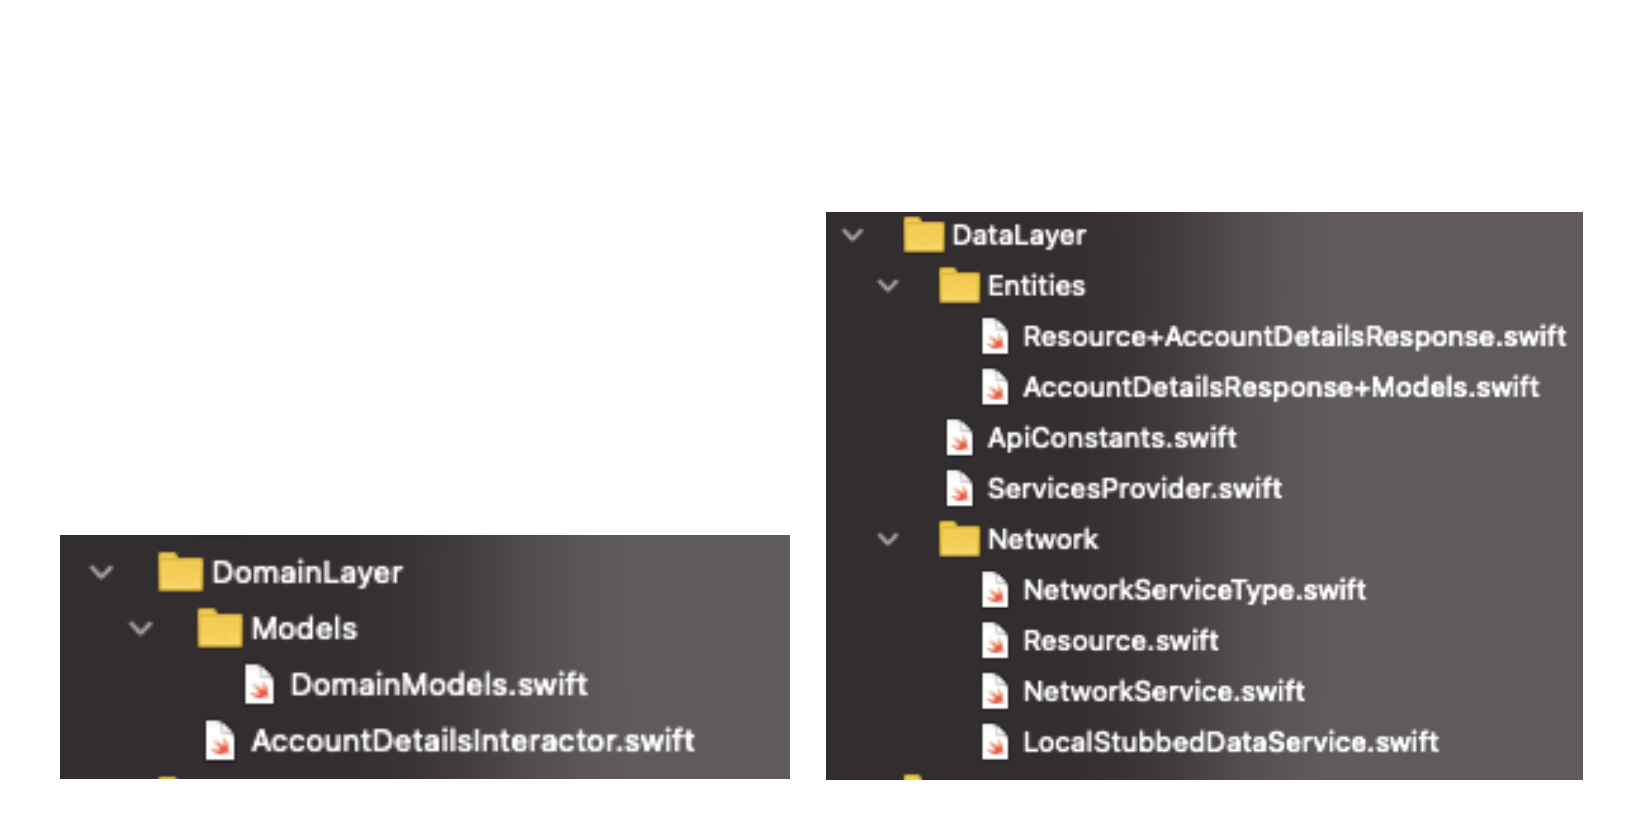 DomainLayer
Models
DomainModels.swift
AccountDetailsInteractor.swift
DataLayer
Entities
Resource+AccountDetailsResponse.swift
AccountDetailsResponse+Models.swift
ApiConstants.swift
ServicesProvider.swift
Network
NetworkServiceType.swift
Resource.swift
NetworkService.swift
LocalStubbedDataService.swift